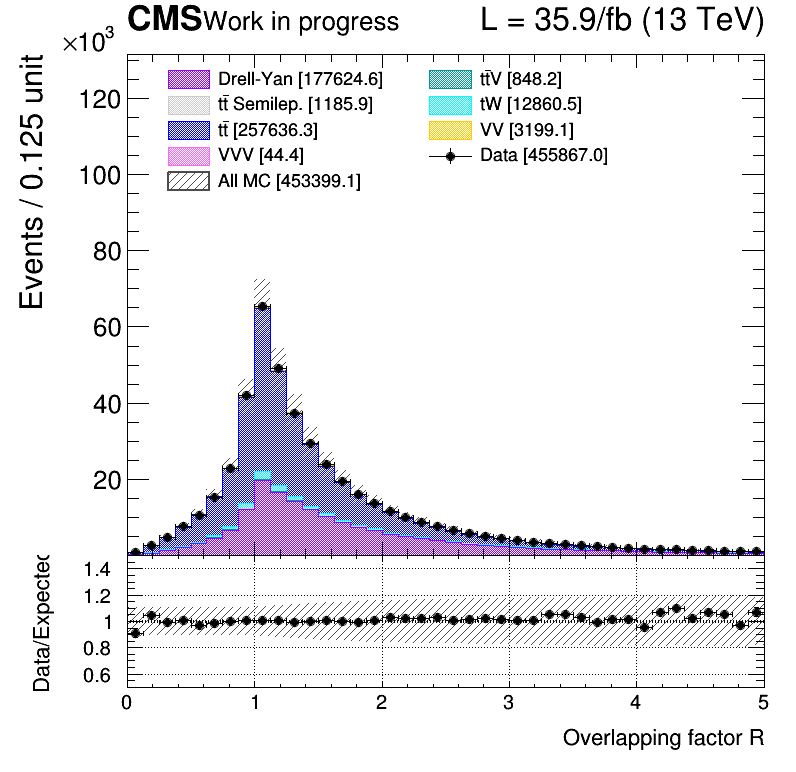 CMS Work in progress L = 35.9/fb (13 TeV)
×10³
Events / 0.125 unit
120
100
80
60
40
20
Drell-Yan [177624.6]
tt̄ Semilep. [1185.9]
tt̄ [257636.3]
VVV [44.4]
All MC [453399.1]
tt̄V [848.2]
tW [12860.5]
VV [3199.1]
Data [455867.0]
Data/Expected
1.4
1.2
1
0.8
0.6
0 1 2 3 4 5
Overlapping factor R